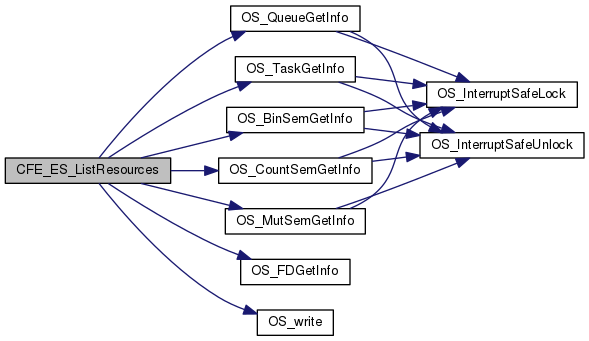 OS_QueueGetInfo
OS_TaskGetInfo
OS_InterruptSafeLock
OS_BinSemGetInfo
OS_InterruptSafeUnlock
CFE_ES_ListResources
OS_CountSemGetInfo
OS_MutSemGetInfo
OS_FDGetInfo
OS_write